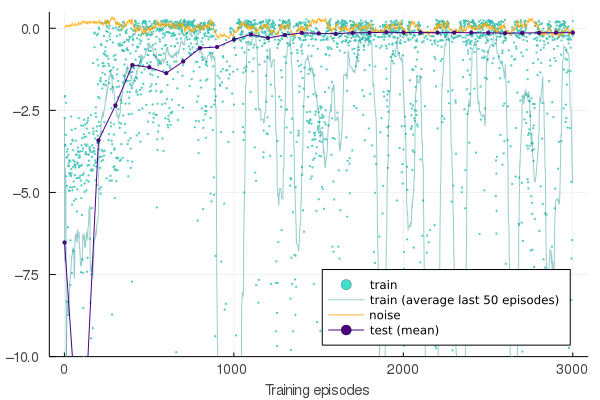 0.0
−2.5
−5.0
−7.5
−10.0
0
1000
2000
3000
Training episodes
train
train (average last 50 episodes)
noise
test (mean)